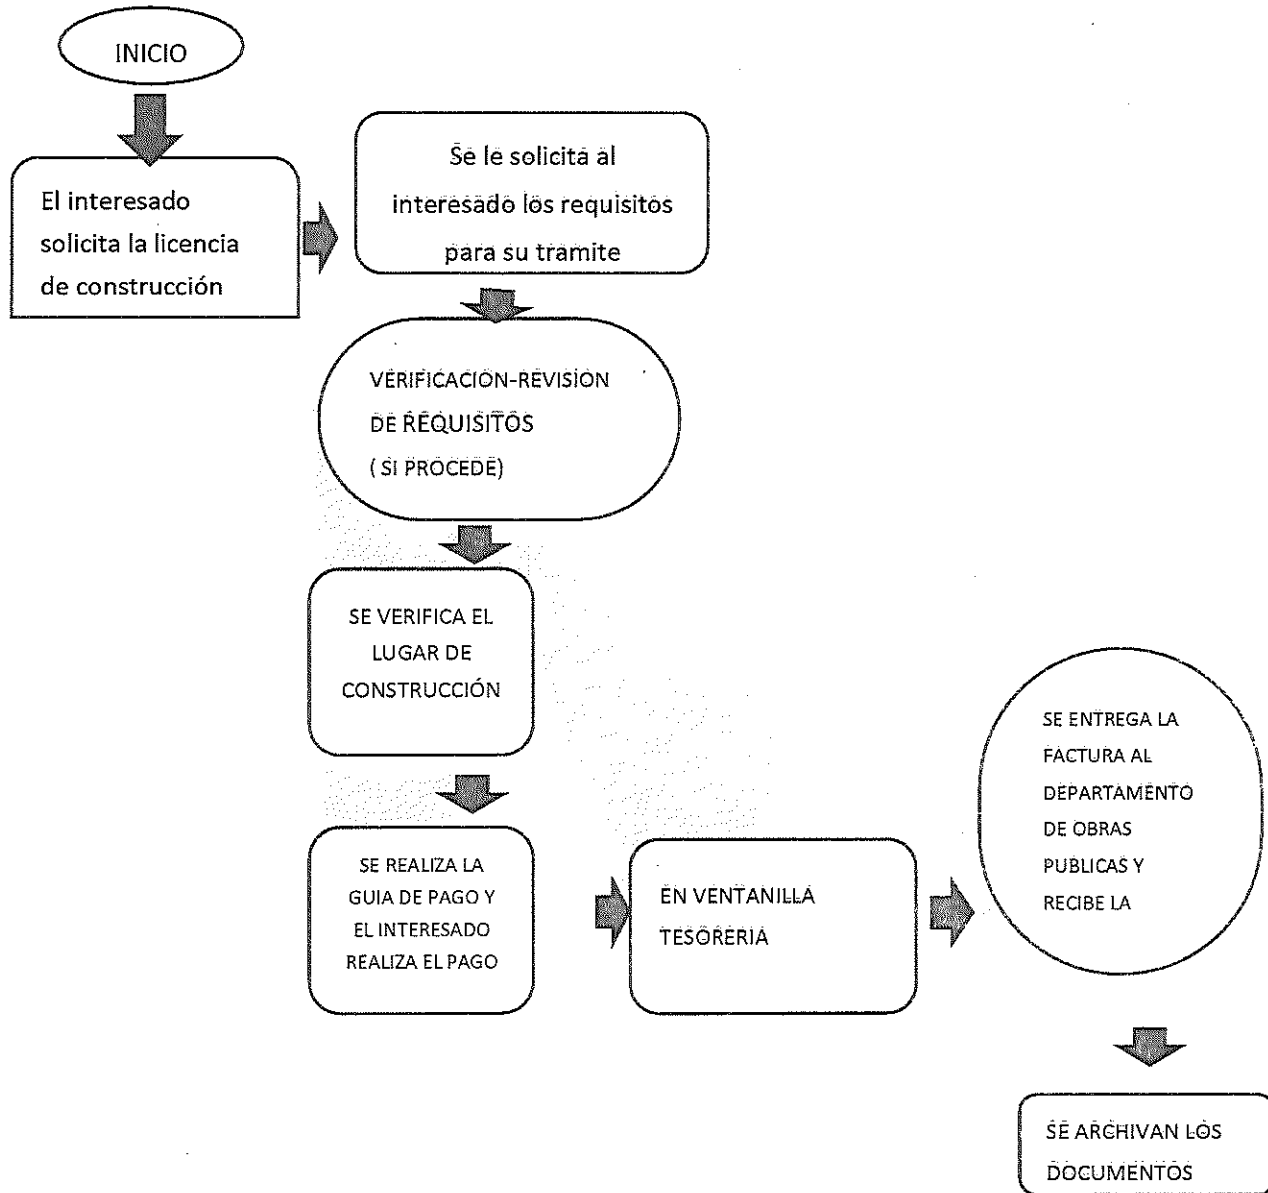 INICIO
El interesado
solicita la licencia
de construcción
Se le solicita al
interesado los requisitos
para su tramite
VERIFICACIÓN-REVISION
DE REQUISITOS
( SI PROCEDE)
SE VERIFICA EL
LUGAR DE
CONSTRUCCIÓN
SE REALIZA LA
GUIA DE PAGO Y
EL INTERESADO
REALIZA EL PAGO
EN VENTANILLA
TESORERIA
SE ENTREGA LA
FACTURA AL
DEPARTAMENTO
DE OBRAS
PUBLICAS Y
RECIBE LA
SE ARCHIVAN LOS
DOCUMENTOS